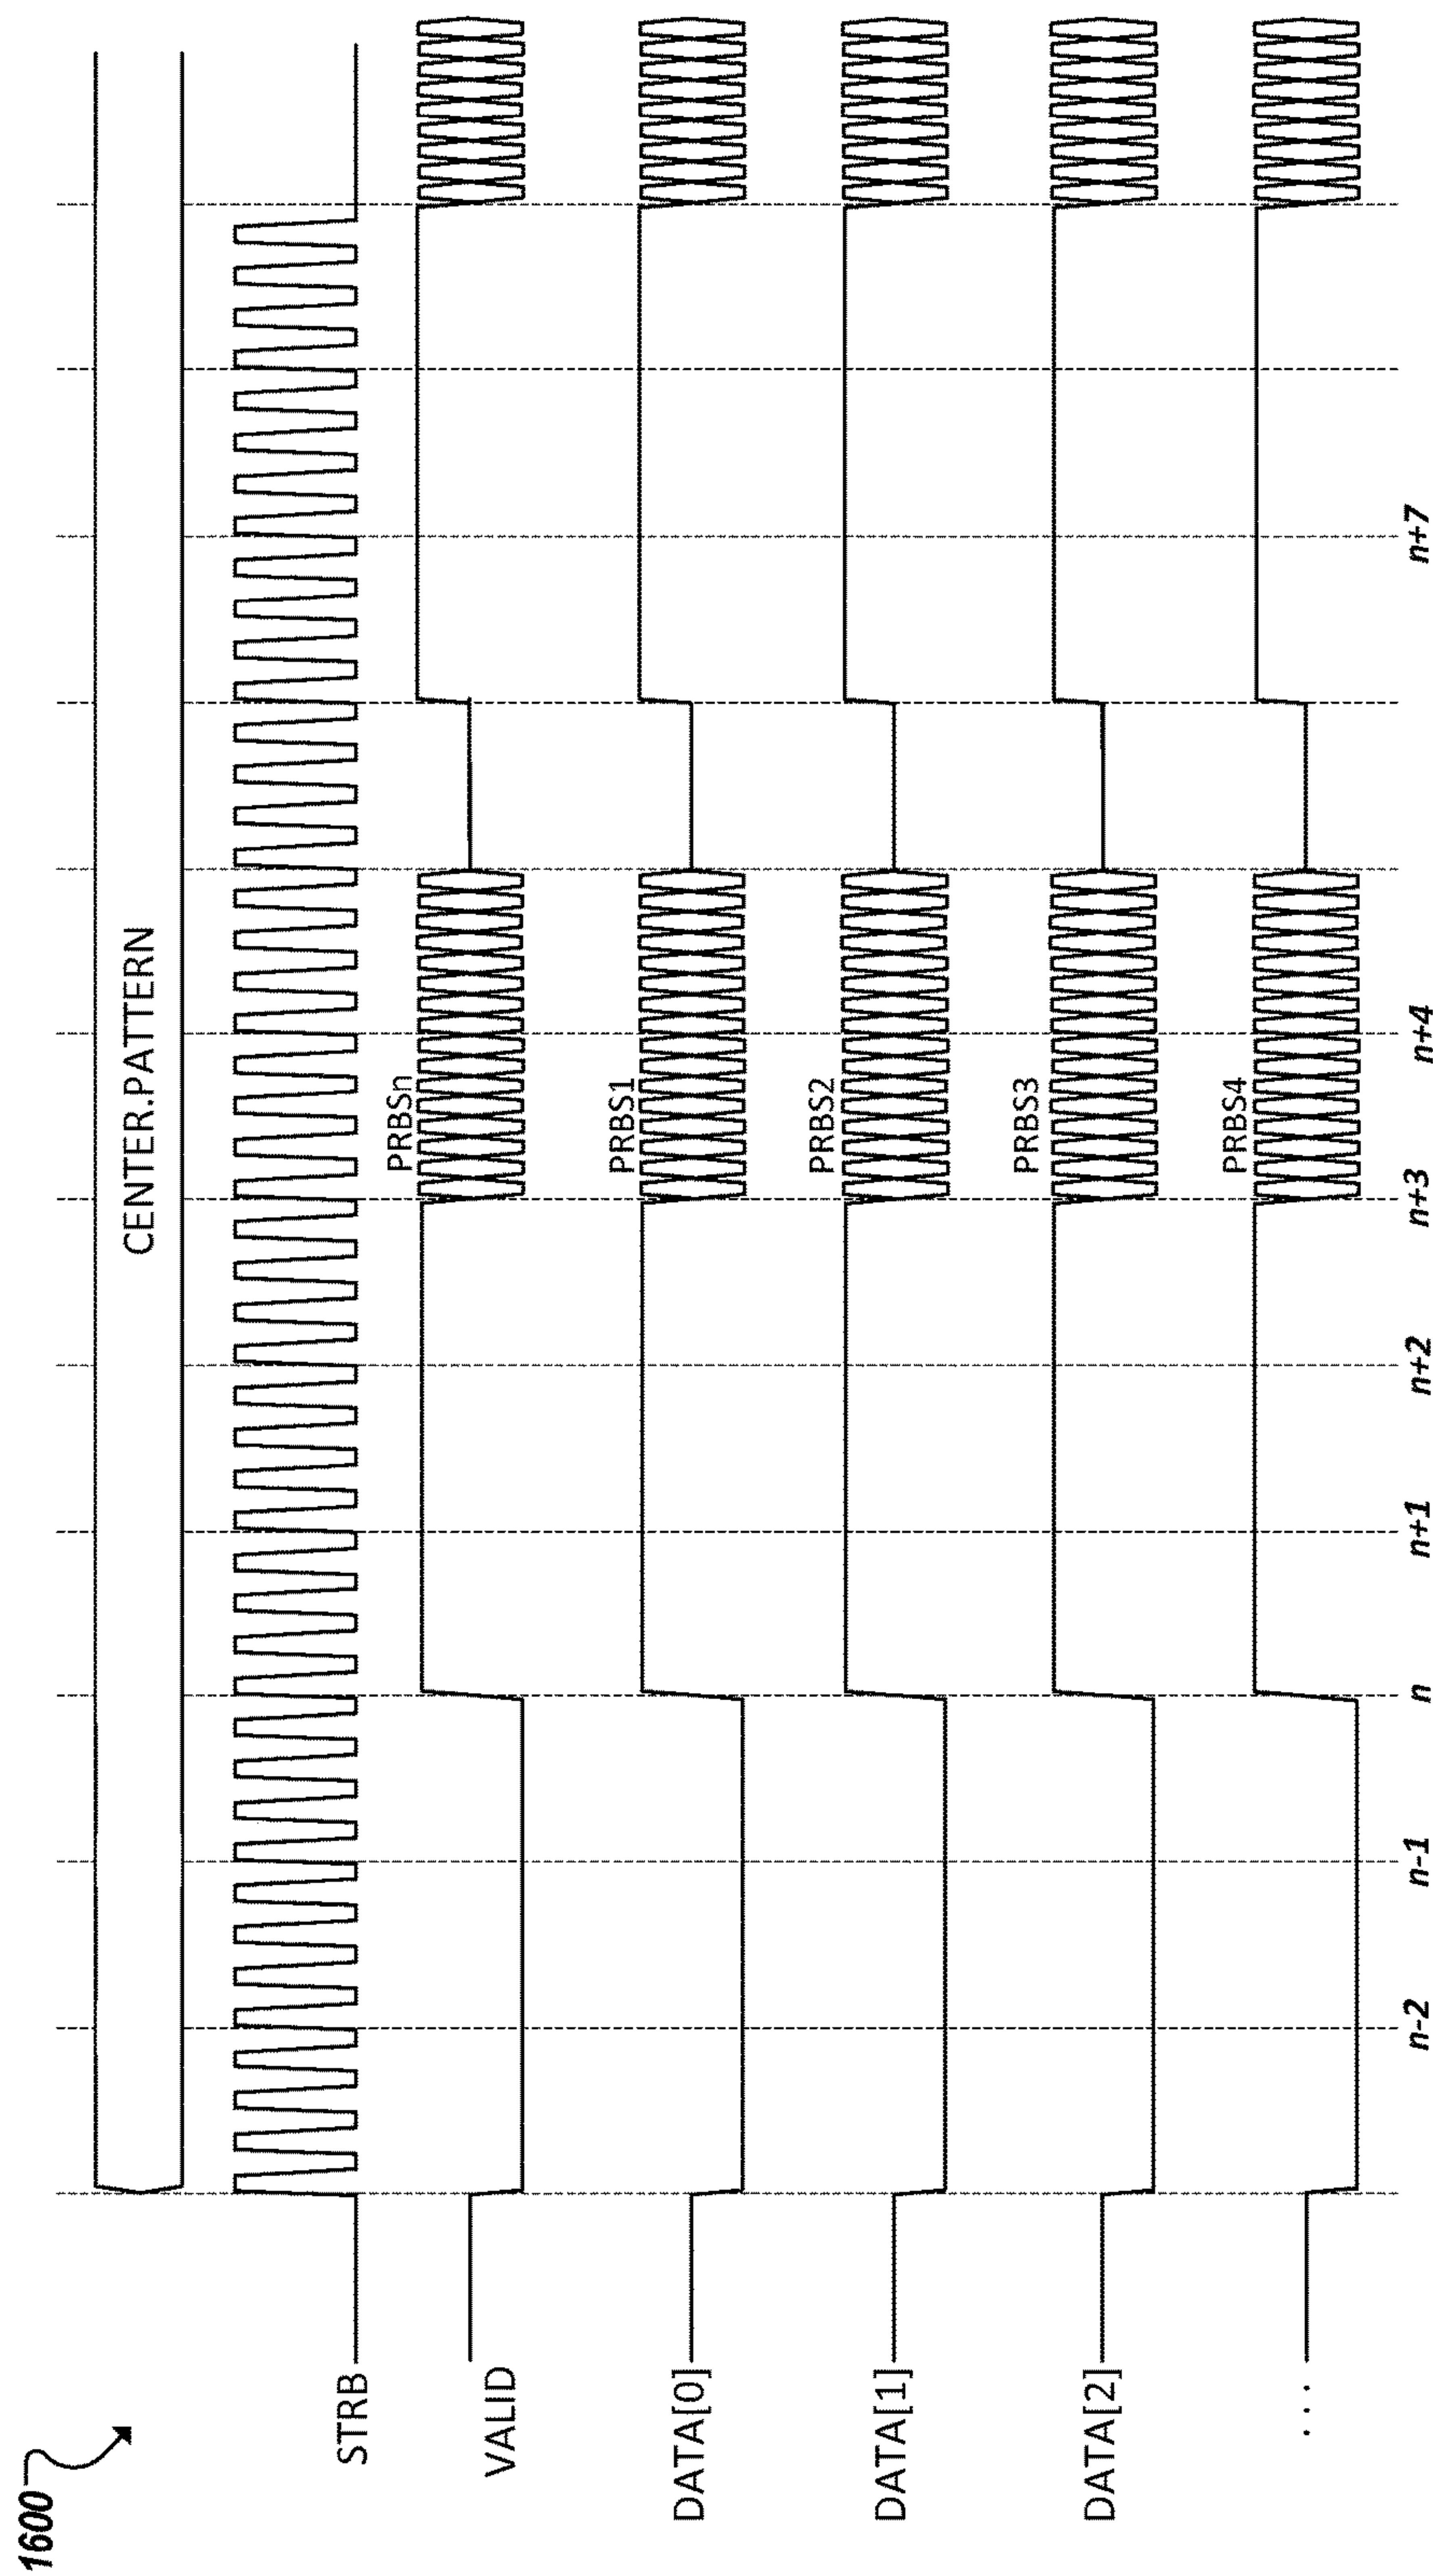 1600
CENTER.PATTERN
STRB
VALID
PRBSn
DATA[0]
PRBS1
DATA[1]
PRBS2
DATA[2]
PRBS3
...
PRBS4
n-2 n-1 n n+1 n+2 n+3 n+4 n+7